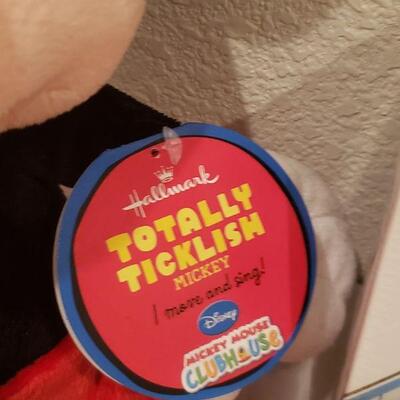 Hallmark
TOTALLY
TICKLISH
MICKEY
I move and sing!
Disney
MICKEY MOUSE
CLUBHOUSE